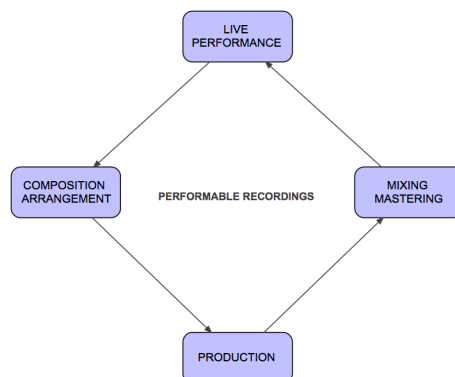 LIVE
PERFORMANCE
COMPOSITION
ARRANGEMENT
PERFORMABLE RECORDINGS
MIXING
MASTERING
PRODUCTION